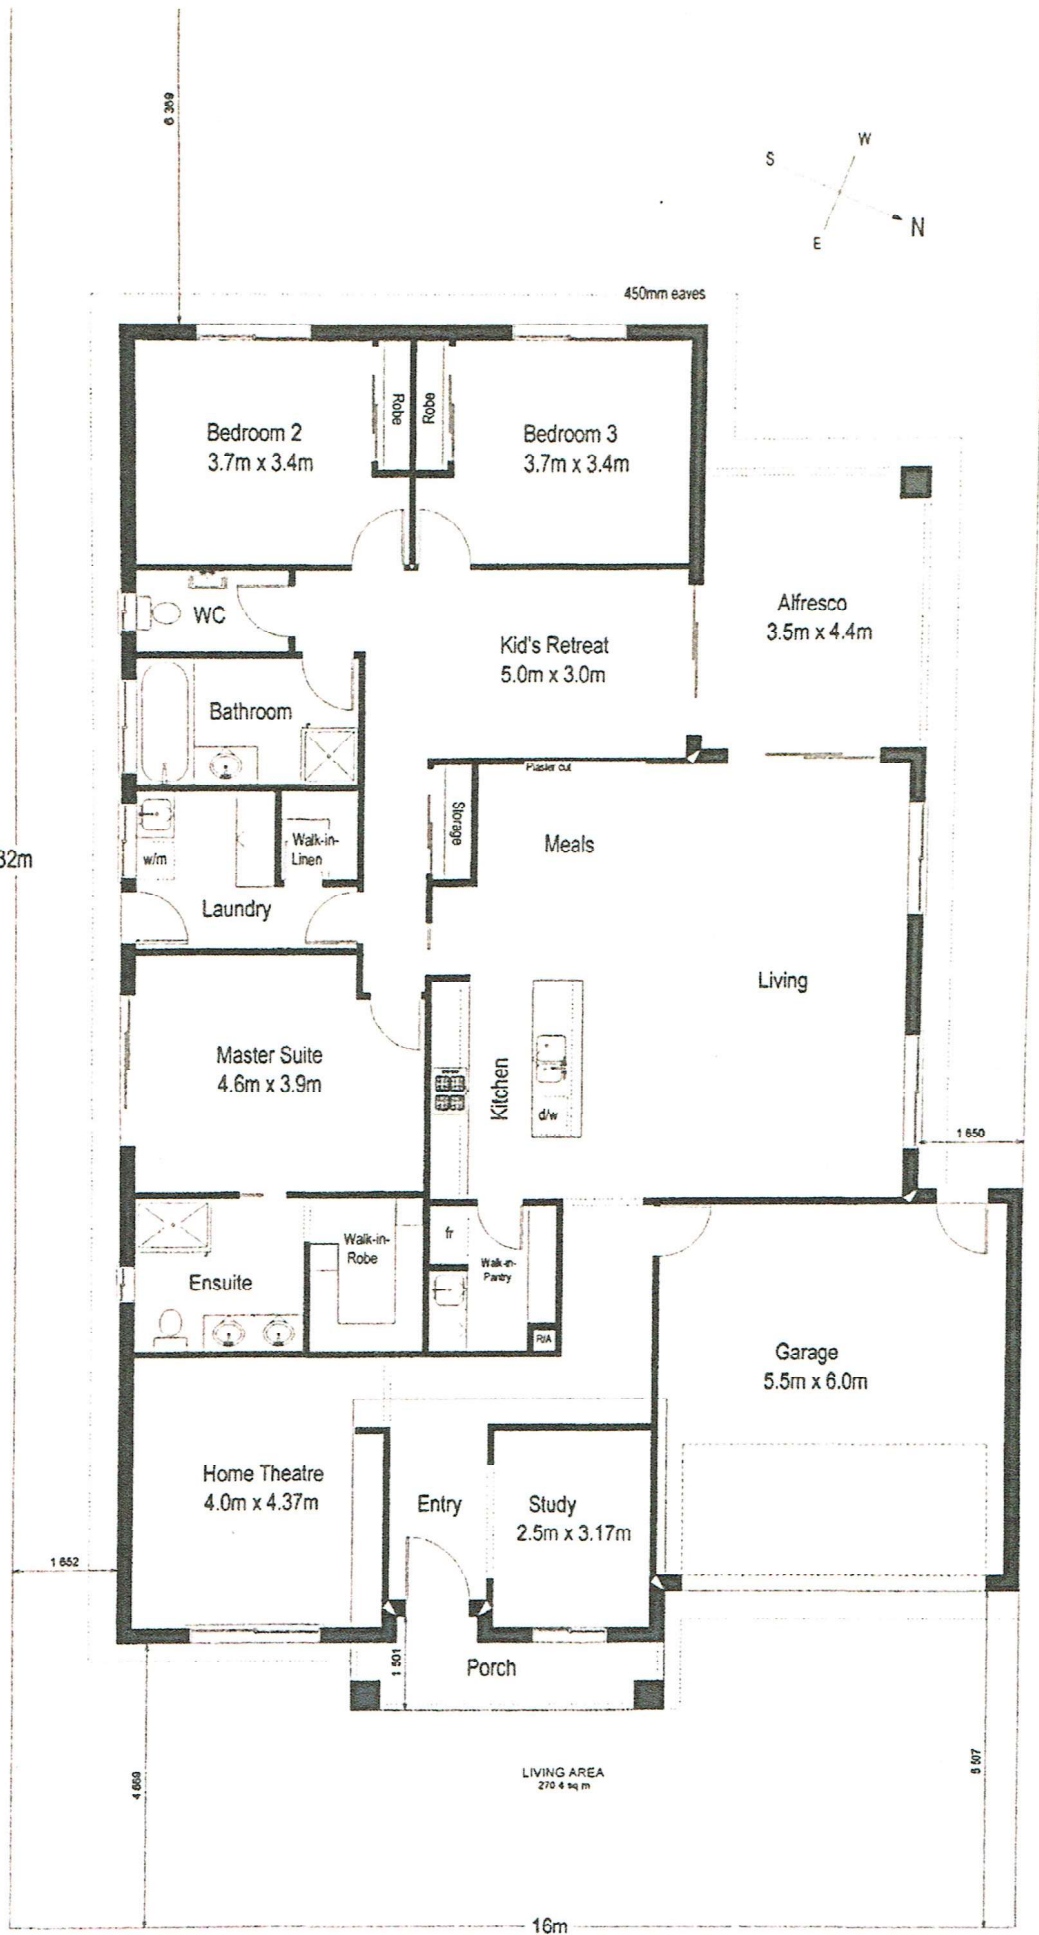 6 389
W
S
N
E
450mm eaves
Robe
Robe
Bedroom 2
3.7m x 3.4m
Bedroom 3
3.7m x 3.4m
WC
Alfresco
3.5m x 4.4m
Kid's Retreat
5.0m x 3.0m
Bathroom
Plaster cut
Storage
Meals
Walk-in-
Linen
w/m
32m
Laundry
Living
Master Suite
4.6m x 3.9m
Kitchen
d/w
1 650
Walk-in-
Robe
fr
Walk-in-
Pantry
Ensuite
R/A
Garage
5.5m x 6.0m
Home Theatre
4.0m x 4.37m
Entry
Study
2.5m x 3.17m
1 652
1 501
Porch
4 669
LIVING AREA
270.4 sq m
16m